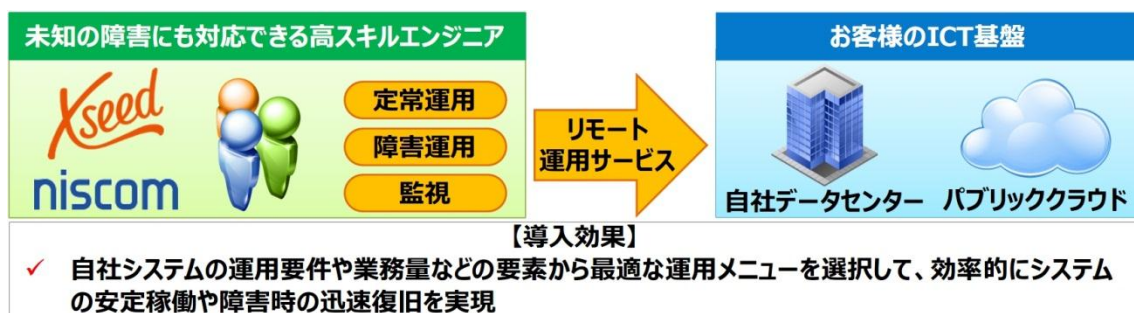 未知の障害にも対応できる高スキルエンジニア
お客様のICT基盤
Xseed
niscom
定常運用
障害運用
監視
リモート
運用サービス
自社データセンター
パブリッククラウド
【導入効果】
✓ 自社システムの運用要件や業務量などの要素から最適な運用メニューを選択して、効率的にシステム
の安定稼働や障害時の迅速復旧を実現